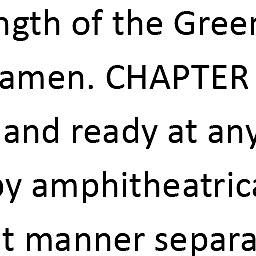 ngth of the Green
amen. CHAPTER
and ready at any
by amphitheatrica
t manner separa